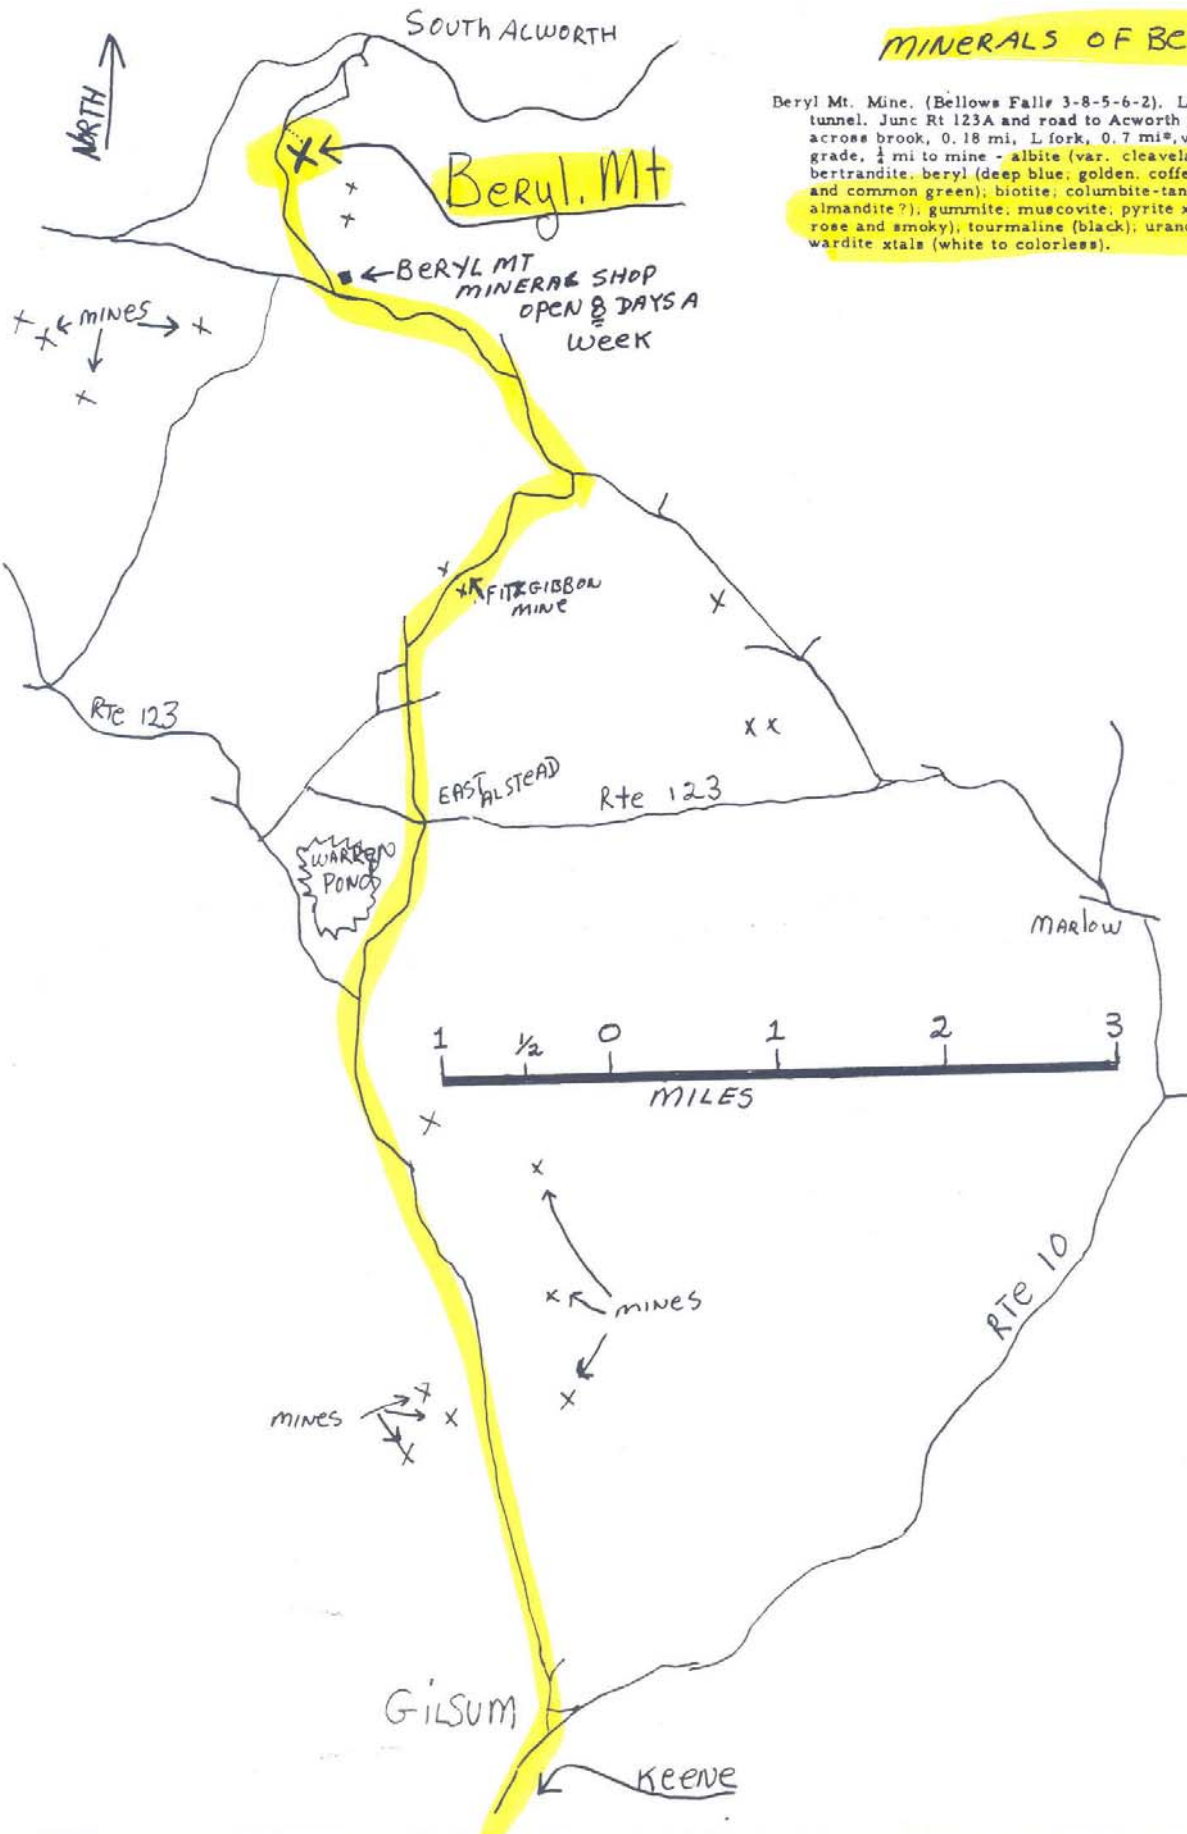 SOUTH ALWORTH
MINERALS OF BE
NORTH
Beryl Mt. Mine. (Bellows Falls 3-8-5-6-2). L
tunnel. Junc Rt 123A and road to Acworth
across brook, 0.18 mi, L fork, 0.7 mi*, v
grade, ¼ mi to mine - albite (var. cleavela
bertrandite, beryl (deep blue; golden, coffe
and common green); biotite; columbite-tan
almandite?); gummite; muscovite; pyrite x
rose and smoky), tourmaline (black); uran
wardite xtals (white to colorless).
X
Beryl. Mt
x
x
BERYL MT
MINERAL SHOP
OPEN 8 DAYS A
WEEK
x
x
MINES
x
x
x
x
FITZGIBBON
MINE
x
RTe 123
x x
EAST ALSTEAD
Rte 123
WARREN
POND
MARLOW
1 1/2 0 1 2 3
MILES
x
x
x
MINES
x
RTE 10
MINES
x
x
x
GILSUM
KEENE